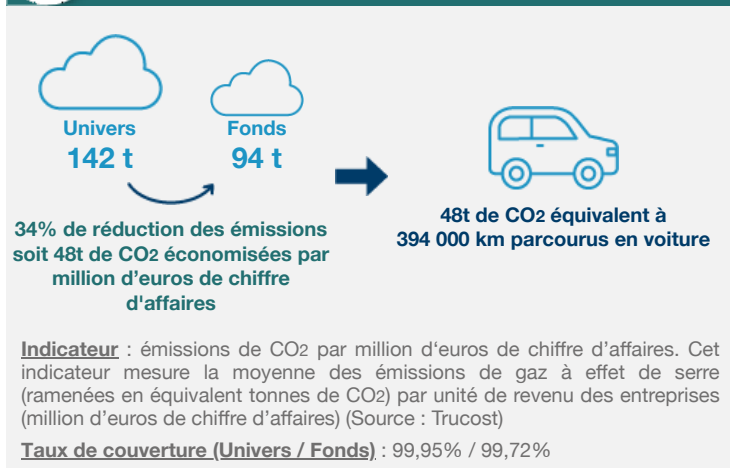 Univers
Fonds
142 t
94 t
34% de réduction des émissions
soit 48t de CO2 économisées par
million d’euros de chiffre
d'affaires
48t de CO2 équivalent à
394 000 km parcourus en voiture
Indicateur : émissions de CO2 par million d‘euros de chiffre d’affaires. Cet
indicateur mesure la moyenne des émissions de gaz à effet de serre
(ramenées en équivalent tonnes de CO2) par unité de revenu des entreprises
(million d’euros de chiffre d’affaires) (Source : Trucost)
Taux de couverture (Univers / Fonds) : 99,95% / 99,72%